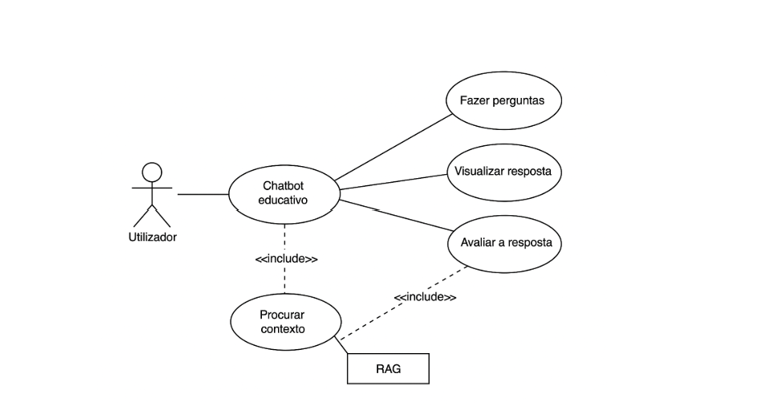 Fazer perguntas
Visualizar resposta
Chatbot
educativo
Utilizador
Avaliar a resposta
<<include>>
<<include>>
Procurar
contexto
RAG